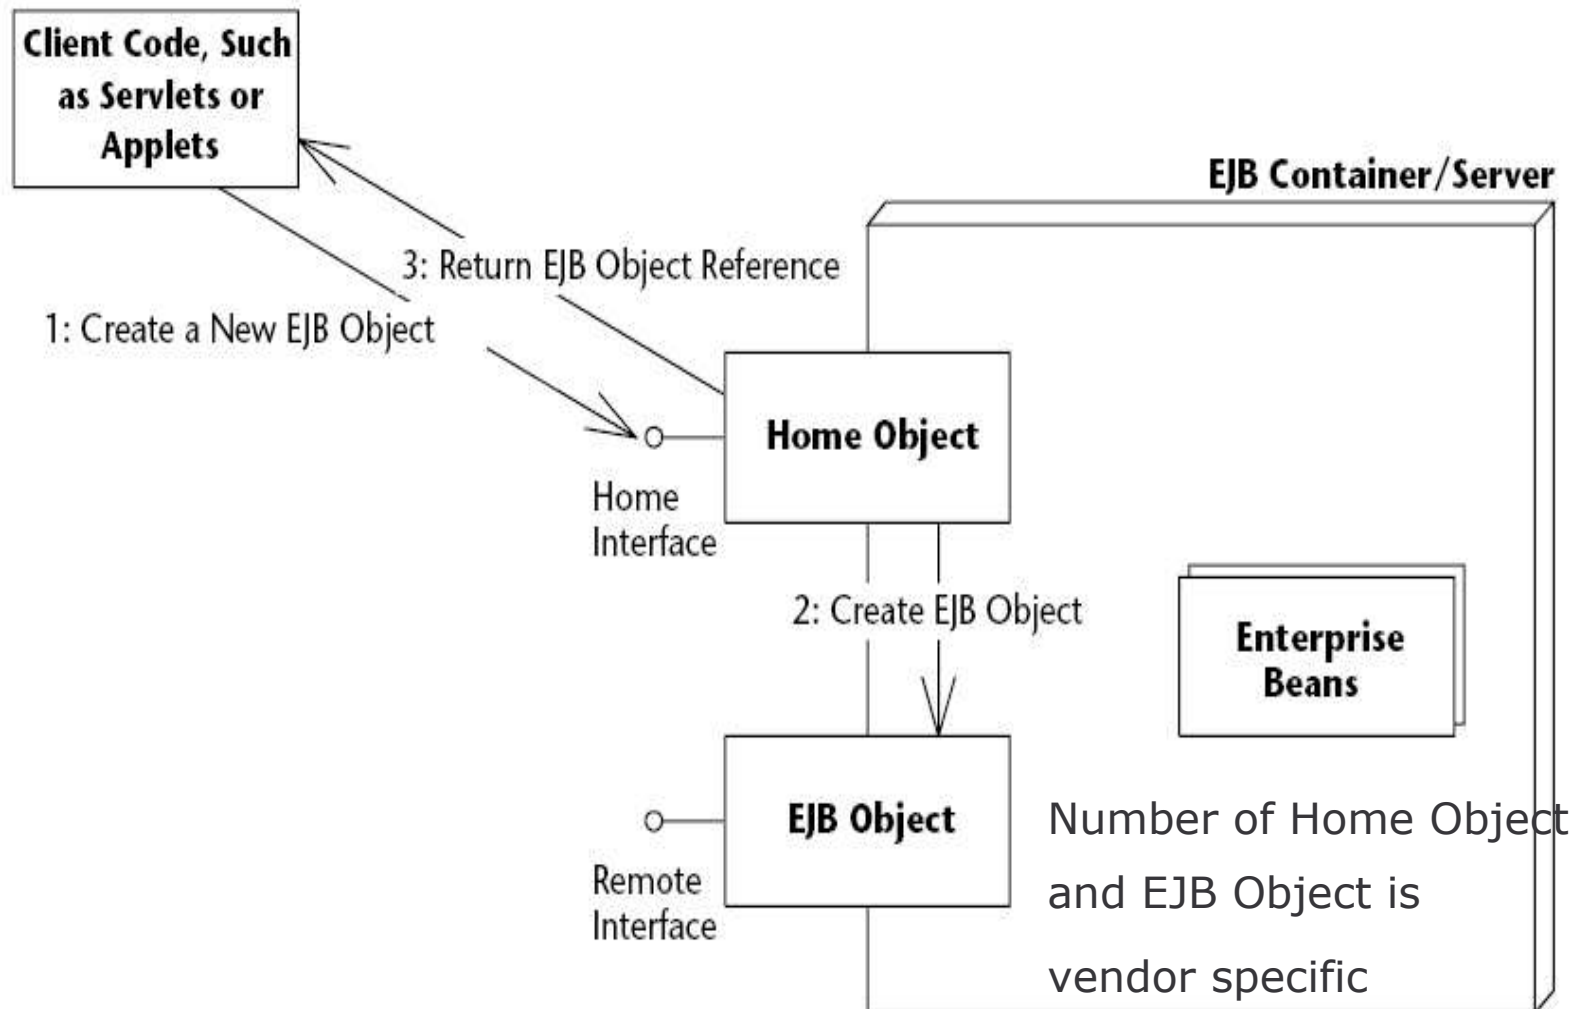 Client Code, Such
as Servlets or
Applets
EJB Container/Server
3: Return EJB Object Reference
1: Create a New EJB Object
Home Object
Home
Interface
2: Create EJB Object
Enterprise
Beans
EJB Object
Remote
Interface
Number of Home Object
and EJB Object is
vendor specific